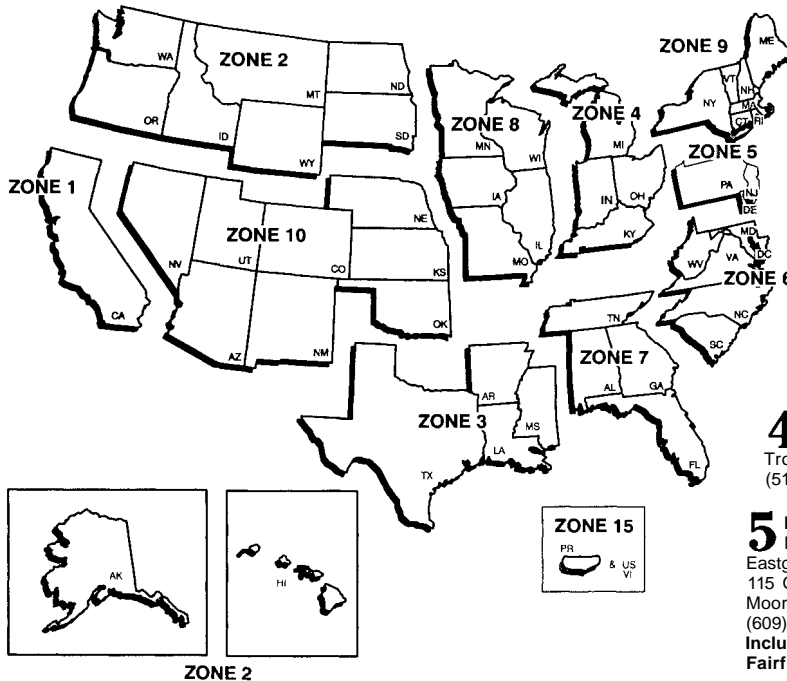 ZONE 9
ME
VT
NH
NY
MA
CT
RI
WA
ZONE 2
MT
ND
OR
ID
WY
SD
ZONE 8
MN
WI
IA
IL
MO
ZONE 4
MI
IN
OH
KY
ZONE 5
PA
NJ
DE
MD
DC
WV
VA
ZONE 6
NC
SC
ZONE 1
CA
NV
ZONE 10
UT
CO
AZ
NM
NE
KS
OK
TN
ZONE 7
AL
GA
FL
AR
ZONE 3
MS
LA
TX
AK
HI
ZONE 2
ZONE 15
PR
& US
VI
4
(51
5
115
Moor
(609)
Inclu
Fairf